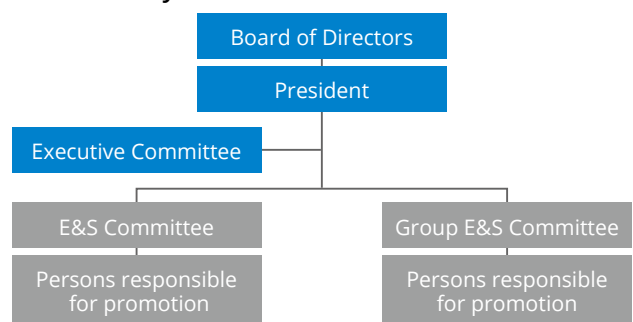 Board of Directors
President
Executive Committee
E&S Committee
Group E&S Committee
Persons responsible
for promotion
Persons responsible
for promotion